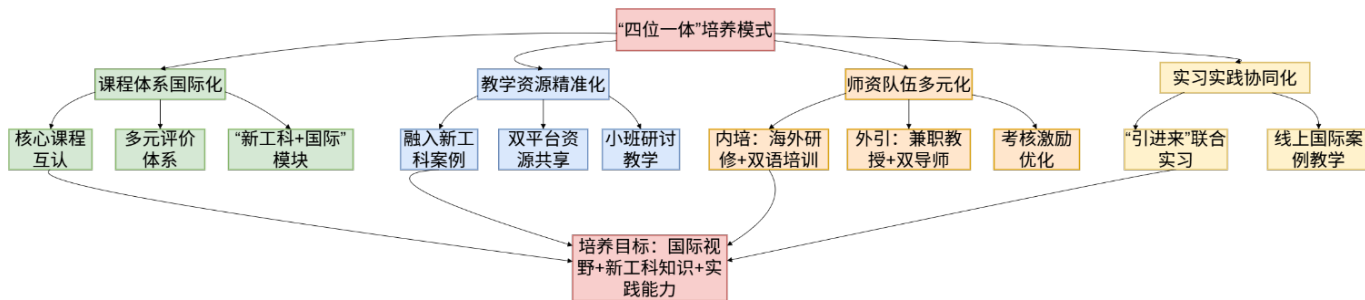 “四位一体”培养模式
课程体系国际化
教学资源精准化
师资队伍多元化
实习实践协同化
核心课程
互认
多元评价
体系
“新工科+国际”
模块
融入新工
科案例
双平台资
源共享
小班研讨
教学
内培：海外研
修+双语培训
外引：兼职教
授+双导师
考核激励
优化
“引进来”联合
实习
线上国际案
例教学
培养目标：国际视
野+新工科知识+实
践能力